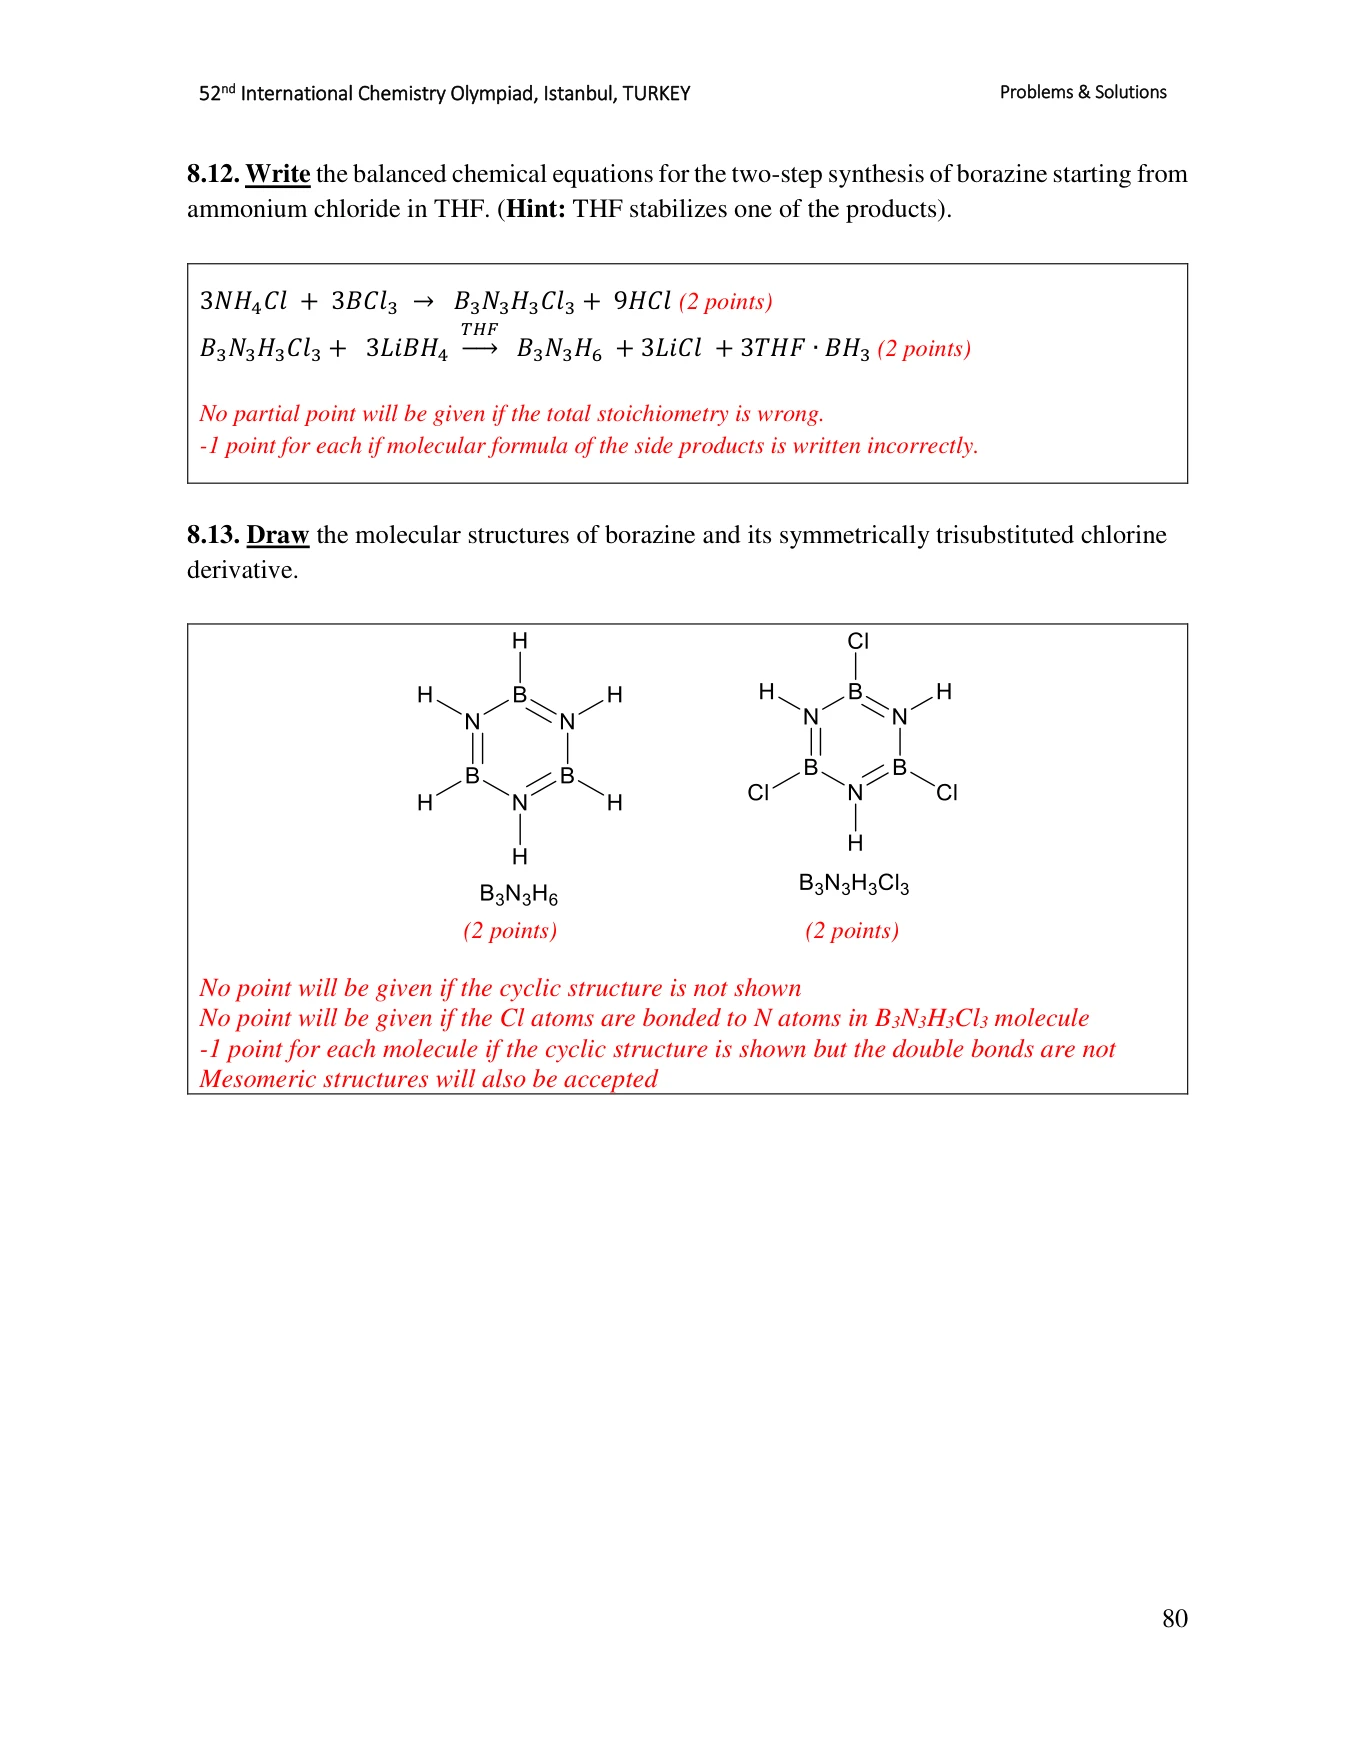 52nd International Chemistry Olympiad, Istanbul, TURKEY Problems & Solutions
8.12. Write the balanced chemical equations for the two-step synthesis of borazine starting from
ammonium chloride in THF. (Hint: THF stabilizes one of the products).
3NH₄Cl + 3BCl₃ → B₃N₃H₃Cl₃ + 9HCl (2 points)
THF
B₃N₃H₃Cl₃ + 3LiBH₄ ⟶ B₃N₃H₆ + 3LiCl + 3THF · BH₃ (2 points)
No partial point will be given if the total stoichiometry is wrong.
-1 point for each if molecular formula of the side products is written incorrectly.
8.13. Draw the molecular structures of borazine and its symmetrically trisubstituted chlorine
derivative.
H Cl
H B H H B H
N N N N
B B B B
H N H Cl N Cl
H H
B₃N₃H₆ B₃N₃H₃Cl₃
(2 points) (2 points)
No point will be given if the cyclic structure is not shown
No point will be given if the Cl atoms are bonded to N atoms in B₃N₃H₃Cl₃ molecule
-1 point for each molecule if the cyclic structure is shown but the double bonds are not
Mesomeric structures will also be accepted
80